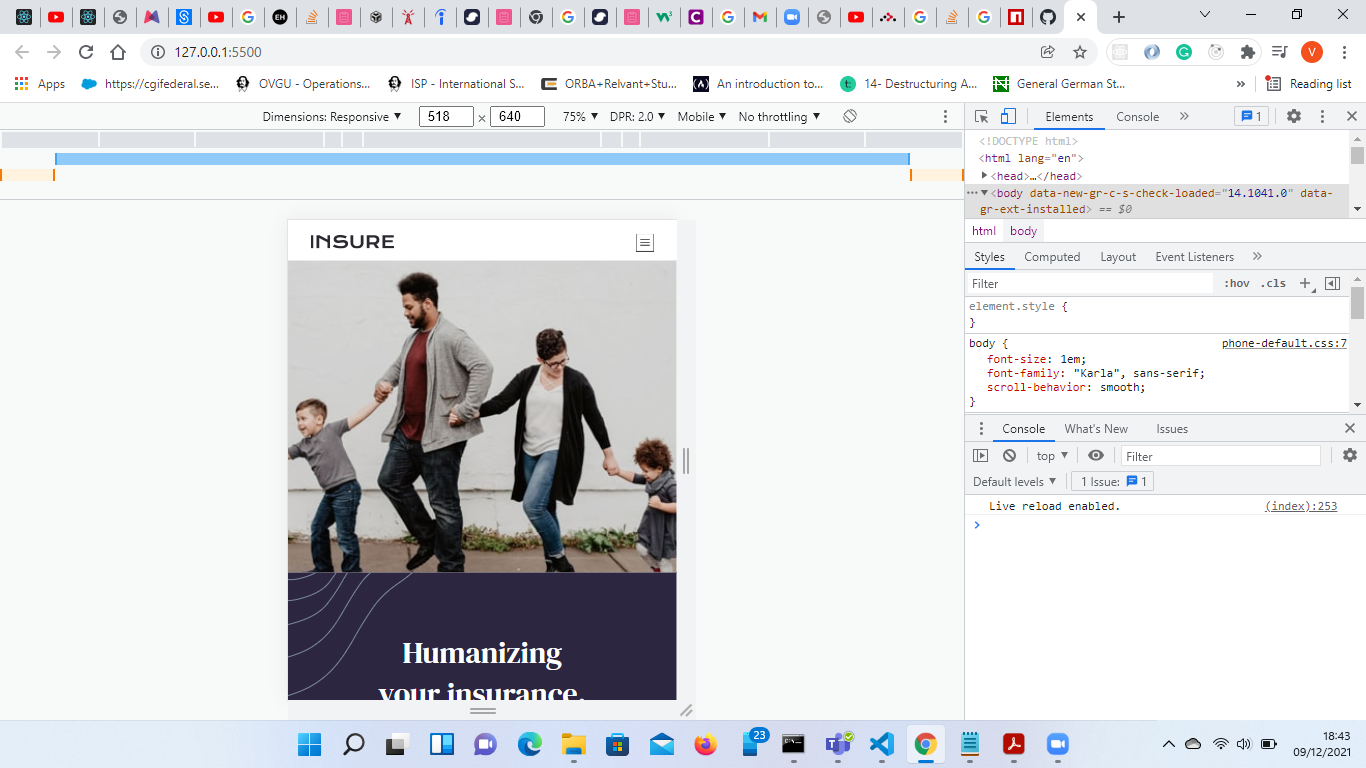 EH
C
127.0.0.1:5500
V
Apps
https://cgifederal.se...
OVGU - Operations...
ISP - International S...
ORBA+Relvant+Stu...
An introduction to...
14- Destructuring A...
General German St...
»
Reading list
Dimensions: Responsive
518 × 640
75%
DPR: 2.0
Mobile
No throttling
Elements
Console
»
1
<!DOCTYPE html>
<html lang="en">
<head>…</head>
<body data-new-gr-c-s-check-loaded="14.1041.0" data-
gr-ext-installed> == $0
html
body
Styles
Computed
Layout
Event Listeners
»
Filter
:hov
.cls
element.style {
}
body {
phone-default.css:7
font-size: 1em;
font-family: "Karla", sans-serif;
scroll-behavior: smooth;
}
Console
What's New
Issues
top
Filter
Default levels
1 Issue:
1
Live reload enabled.
(index):253
INSURE
Humanizing
your insurance.
23
18:43
09/12/2021